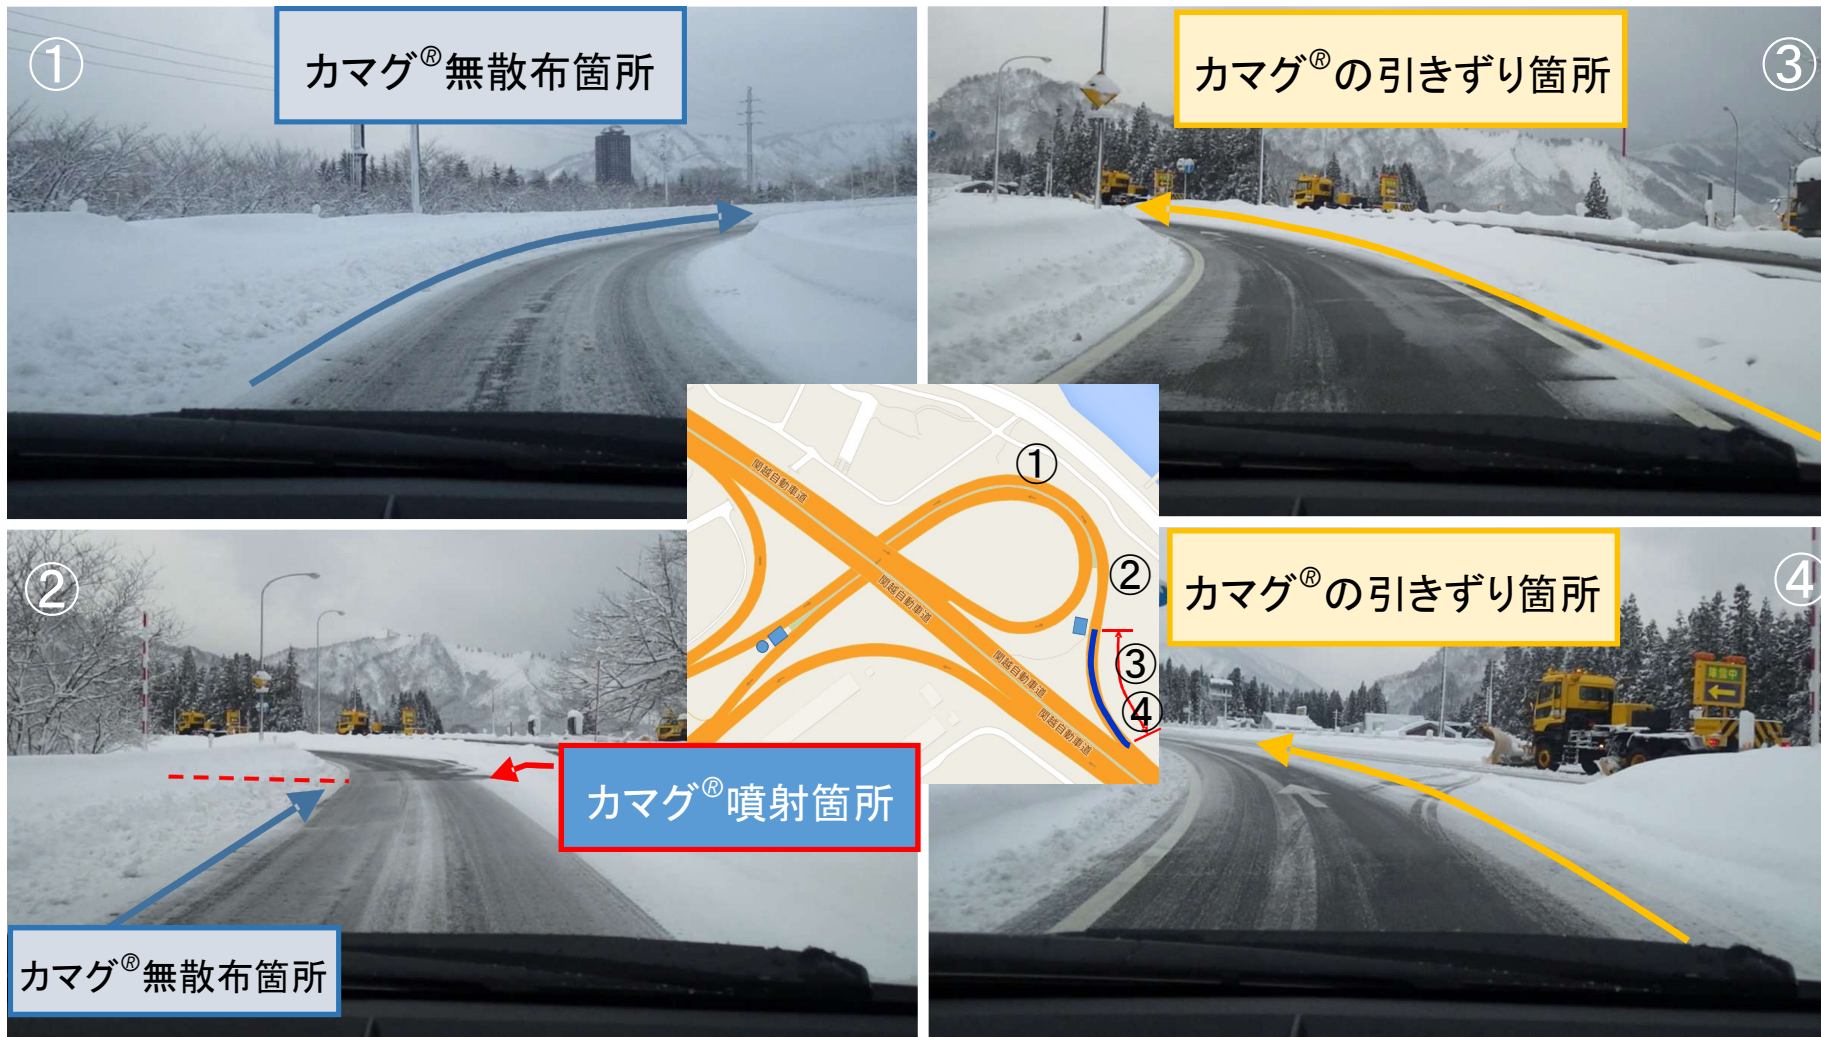 ①
カマグ®無散布箇所
③
カマグ®の引きずり箇所
②
カマグ®噴射箇所
カマグ®無散布箇所
④
カマグ®の引きずり箇所
除雪中
関越自動車道
①
関越自動車道
②
関越自動車道
③
関越自動車道
④